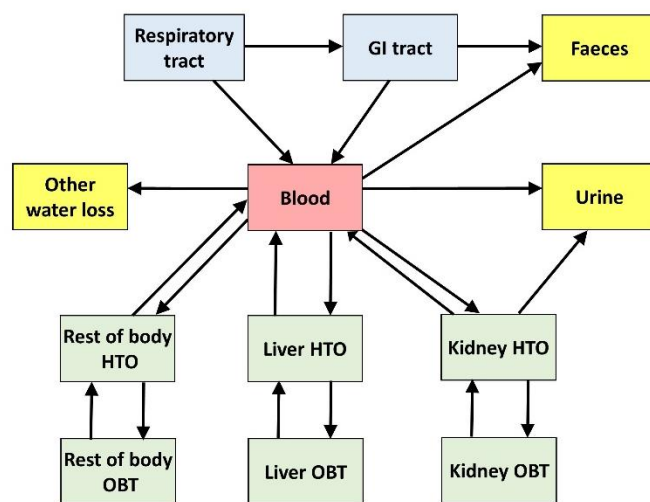 Respiratory
tract
GI tract
Faeces
Other
water loss
Blood
Urine
Rest of body
HTO
Liver HTO
Kidney HTO
Rest of body
OBT
Liver OBT
Kidney OBT